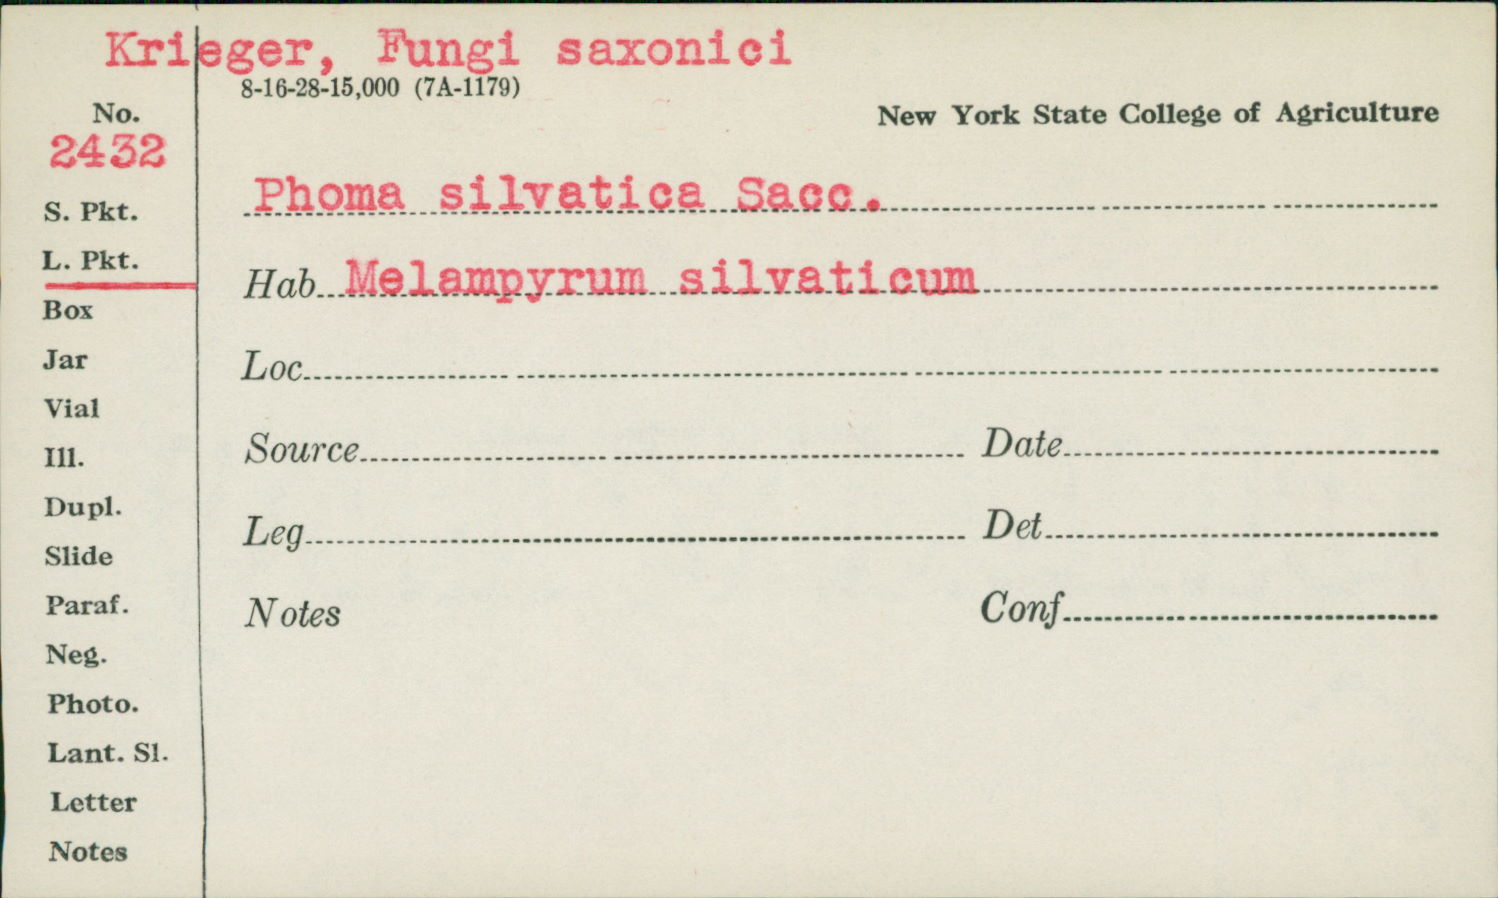 Krieger, Fungi saxonici
8-16-28-15,000 (7A-1179)
No.
New York State College of Agriculture
2432
Phoma silvatica Sacc.
S. Pkt.
L. Pkt.
Hab. Melampyrum silvaticum
Box
Jar
Loc.
Vial
Source
Date
Ill.
Dupl.
Leg.
Det
Slide
Paraf.
Notes
Conf
Neg.
Photo.
Lant. Sl.
Letter
Notes